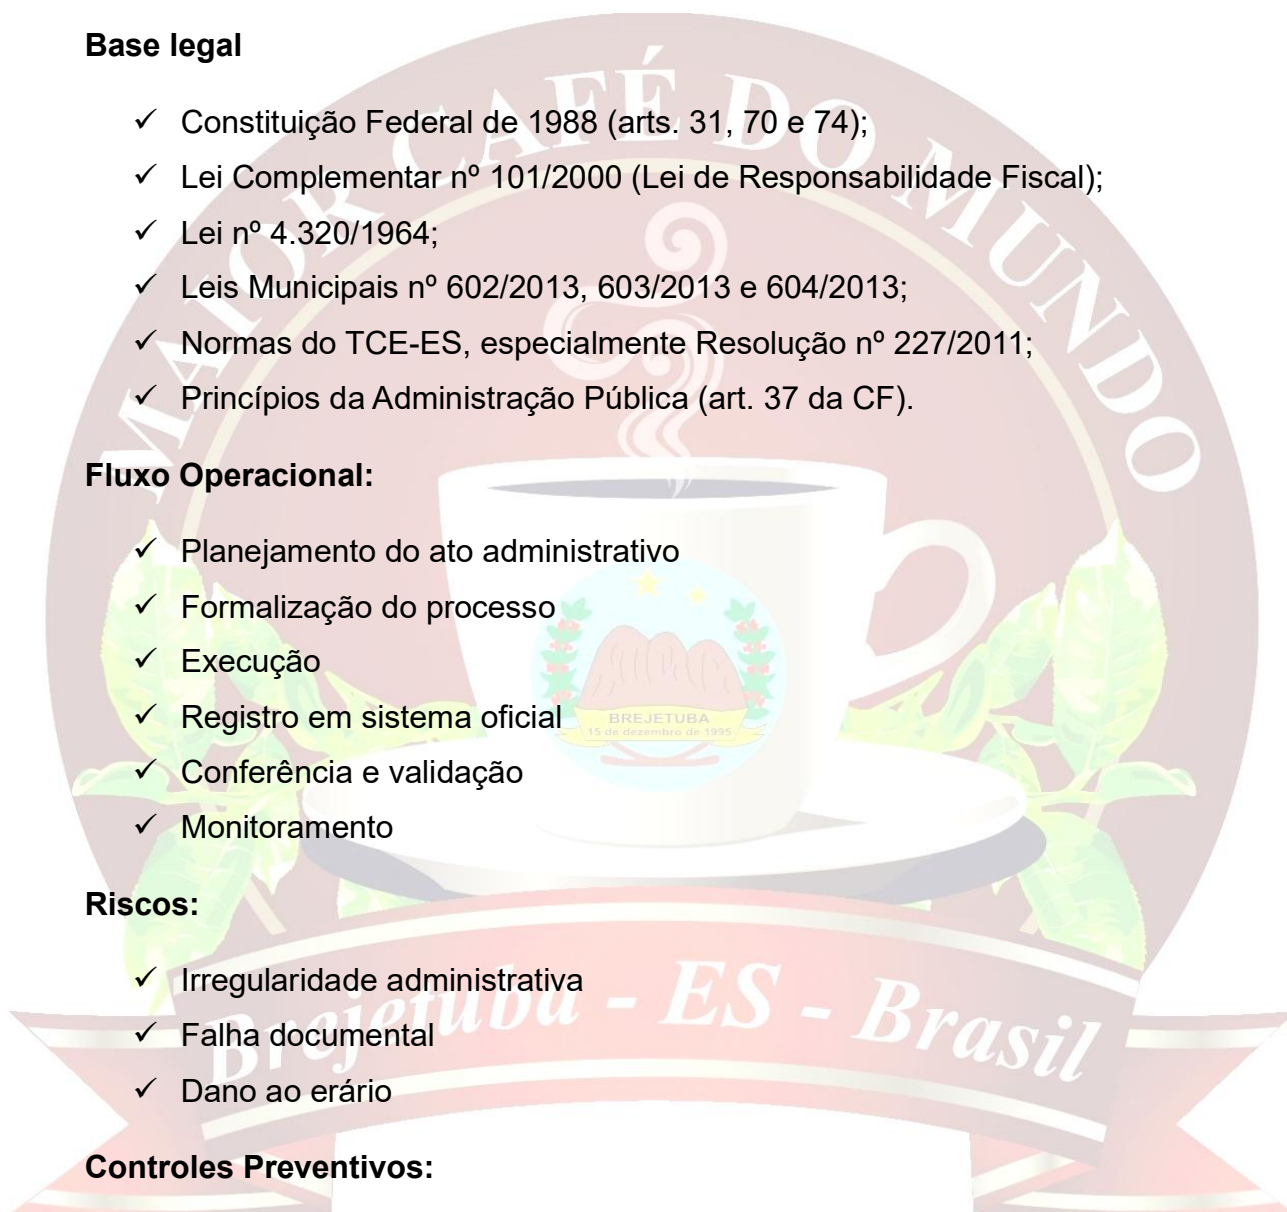 Base legal
✓ Constituição Federal de 1988 (arts. 31, 70 e 74);
✓ Lei Complementar nº 101/2000 (Lei de Responsabilidade Fiscal);
✓ Lei nº 4.320/1964;
✓ Leis Municipais nº 602/2013, 603/2013 e 604/2013;
✓ Normas do TCE-ES, especialmente Resolução nº 227/2011;
✓ Princípios da Administração Pública (art. 37 da CF).
Fluxo Operacional:
✓ Planejamento do ato administrativo
✓ Formalização do processo
✓ Execução
✓ Registro em sistema oficial
✓ Conferência e validação
✓ Monitoramento
Riscos:
✓ Irregularidade administrativa
✓ Falha documental
✓ Dano ao erário
Controles Preventivos:
MAIOR CAFÉ DO MUNDO
BREJETUBA
15 de dezembro de 1995
Brejetuba - ES - Brasil